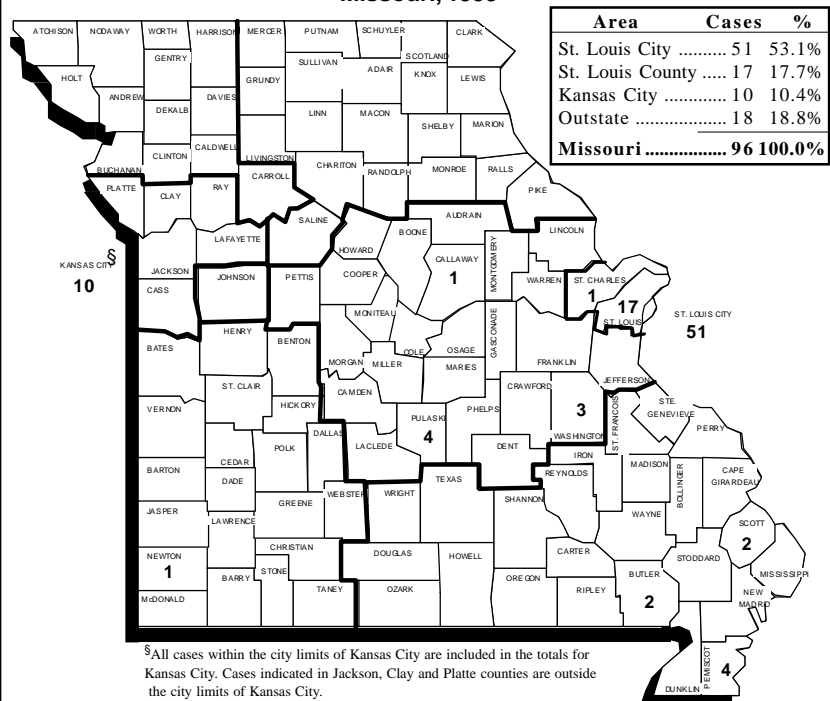 Area Cases %
St. Louis City .......... 51 53.1%
St. Louis County ..... 17 17.7%
Kansas City ............. 10 10.4%
Outstate .................. 18 18.8%
Missouri ................ 96 100.0%
ATCHISON NODAWAY WORTH HARRISON MERCER PUTNAM SCHUYLER CLARK
SCOTLAND
GENTRY SULLIVAN ADAIR KNOX LEWIS
HOLT GRUNDY
ANDREW DAVIES
DEKALB LINN MACON SHELBY MARION
CALDWELL
CLINTON LIVINGSTON CHARITON RANDOLPH MONROE RALLS
BUCHANAN CARROLL
PLATTE CLAY RAY PIKE
SALINE AUDRAIN
LAFAYETTE HOWARD BOONE LINCOLN
KANSAS CITY§ CALLAWAY MONTGOMERY
10 JACKSON JOHNSON PETTIS COOPER 1 WARREN ST. CHARLES
CASS 1 17
MONITEAU ST. LOUIS ST. LOUIS CITY
51
HENRY COLE OSAGE GASCONADE
BATES BENTON MORGAN MILLER MARIES FRANKLIN
ST. CLAIR CAMDEN CRAWFORD JEFFERSON
VERNON HICKORY PULASKI PHELPS 3 ST. FRANCOIS STE.
GENEVIEVE
DALLAS 4 WASHINGTON PERRY
POLK LACLEDE DENT IRON
CEDAR MADISON BOLLINGER CAPE
GIRARDEAU
BARTON DADE TEXAS REYNOLDS
GREENE WEBSTER WRIGHT SHANNON
JASPER WAYNE SCOTT
LAWRENCE 2
CHRISTIAN DOUGLAS HOWELL CARTER STODDARD
NEWTON STONE MISSISSIPPI
1 BARRY TANEY OZARK OREGON RIPLEY BUTLER
McDONALD 2 NEW
MADRID
PEMISCOT 4
DUNKLIN
§All cases within the city limits of Kansas City are included in the totals for
Kansas City. Cases indicated in Jackson, Clay and Platte counties are outside
the city limits of Kansas City.